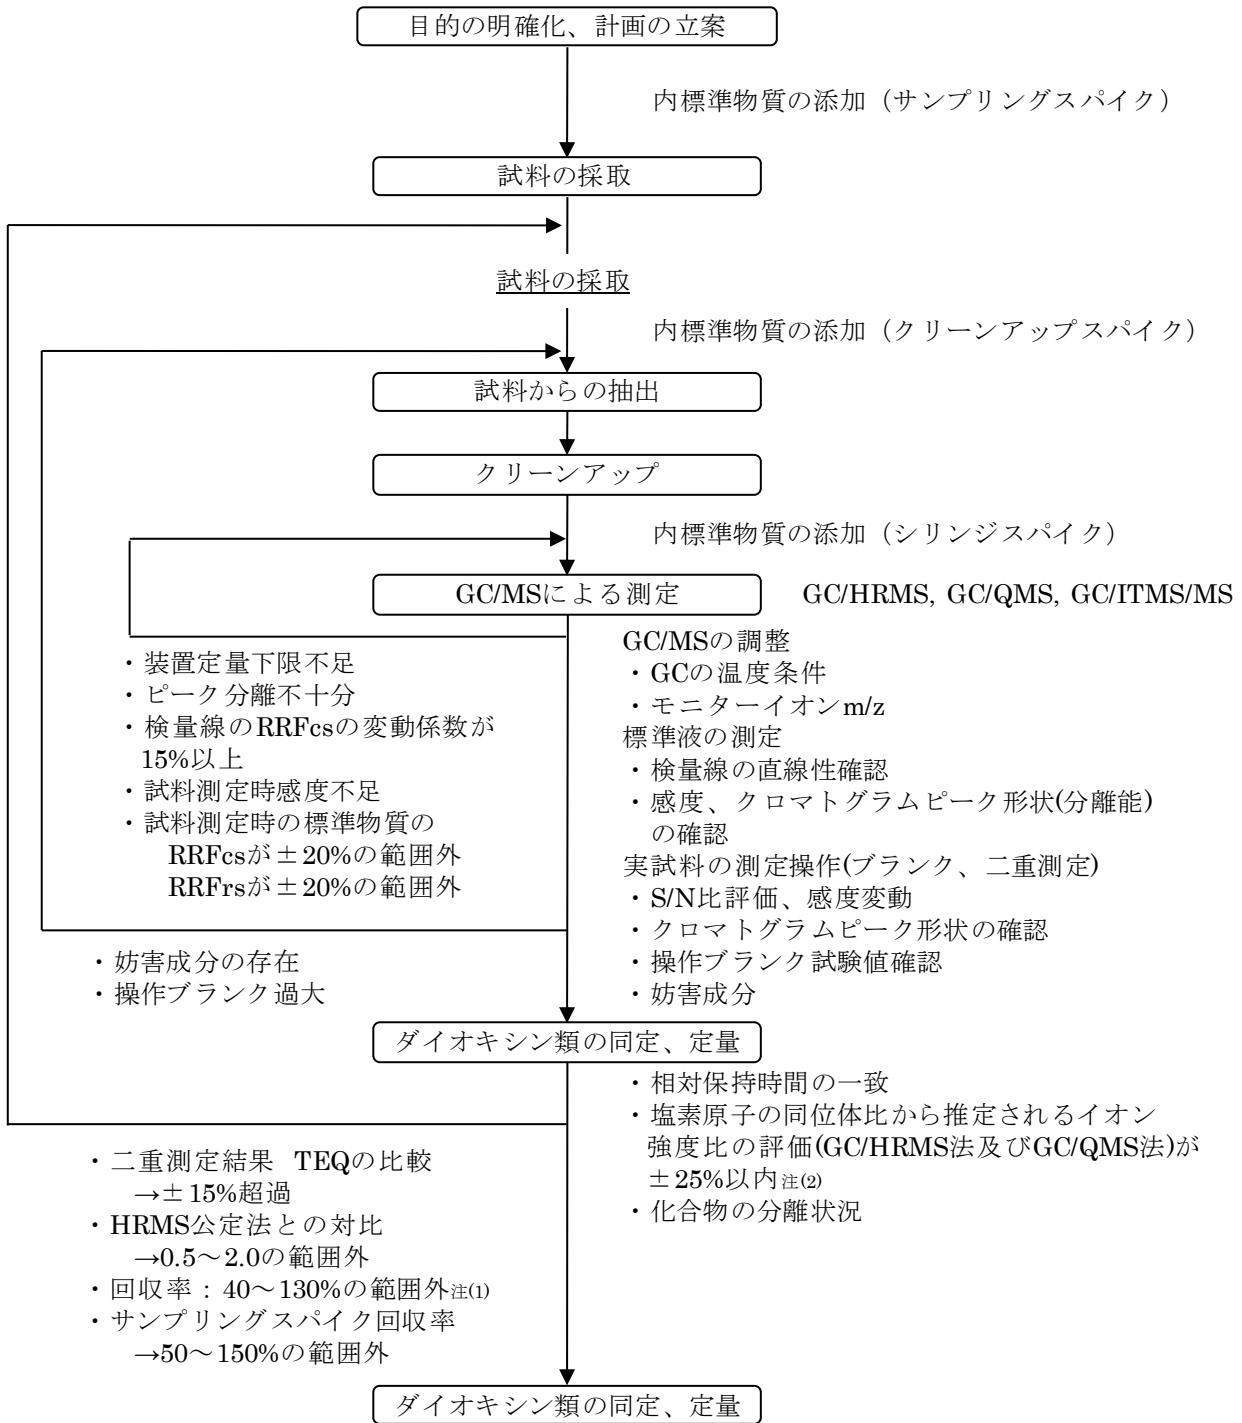 目的の明確化、計画の立案
内標準物質の添加（サンプリングスパイク）
試料の採取
試料の採取
内標準物質の添加（クリーンアップスパイク）
試料からの抽出
クリーンアップ
内標準物質の添加（シリンジスパイク）
GC/MSによる測定
GC/HRMS, GC/QMS, GC/ITMS/MS
・装置定量下限不足
・ピーク分離不十分
・検量線のRRFcsの変動係数が
15%以上
・試料測定時感度不足
・試料測定時の標準物質の
RRFcsが±20%の範囲外
RRFrsが±20%の範囲外
GC/MSの調整
・GCの温度条件
・モニターイオンm/z
標準液の測定
・検量線の直線性確認
・感度、クロマトグラムピーク形状(分離能)
の確認
実試料の測定操作(ブランク、二重測定)
・S/N比評価、感度変動
・クロマトグラムピーク形状の確認
・操作ブランク試験値確認
・妨害成分
・妨害成分の存在
・操作ブランク過大
ダイオキシン類の同定、定量
・相対保持時間の一致
・塩素原子の同位体比から推定されるイオン
強度比の評価(GC/HRMS法及びGC/QMS法)が
±25%以内注(2)
・化合物の分離状況
・二重測定結果 TEQの比較
→±15%超過
・HRMS公定法との対比
→0.5～2.0の範囲外
・回収率：40～130%の範囲外注(1)
・サンプリングスパイク回収率
→50～150%の範囲外
ダイオキシン類の同定、定量